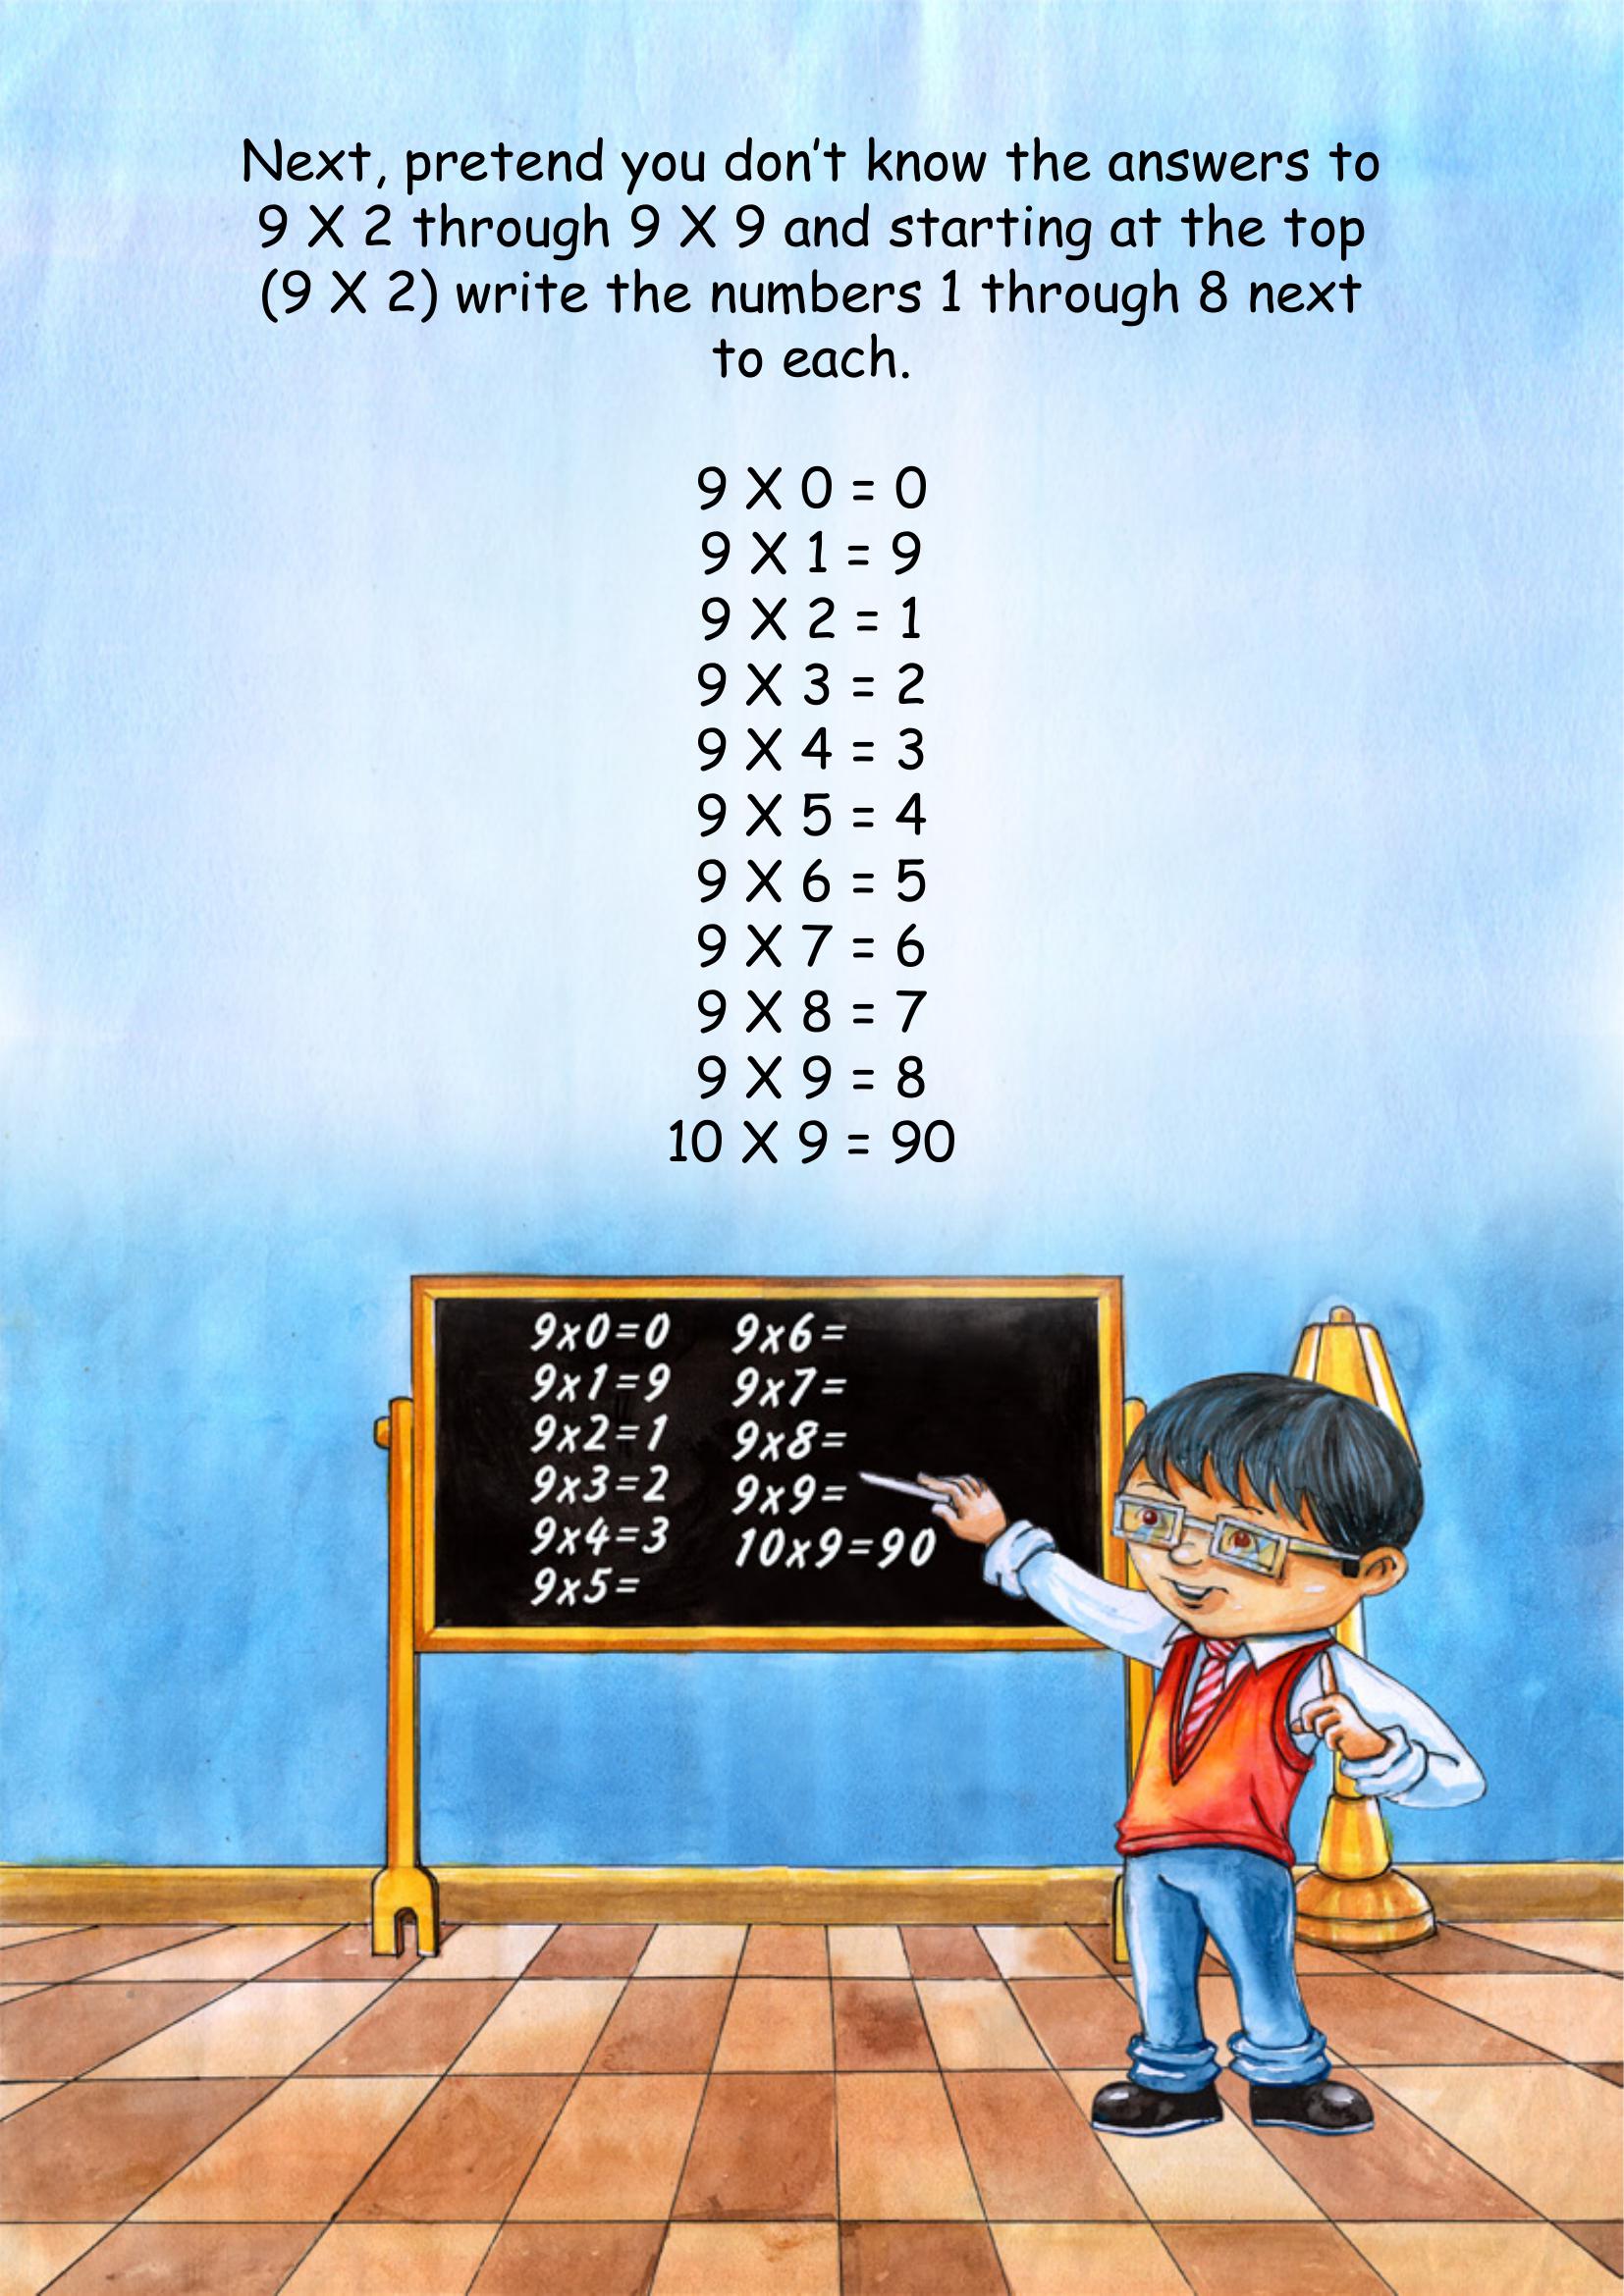 Next, pretend you don't know the answers to
9 X 2 through 9 X 9 and starting at the top
(9 X 2) write the numbers 1 through 8 next
to each.
9 X 0 = 0
9 X 1 = 9
9 X 2 = 1
9 X 3 = 2
9 X 4 = 3
9 X 5 = 4
9 X 6 = 5
9 X 7 = 6
9 X 8 = 7
9 X 9 = 8
10 X 9 = 90
9x0=0
9x1=9
9x2=1
9x3=2
9x4=3
9x5=
9x6=
9x7=
9x8=
9x9=
10x9=90